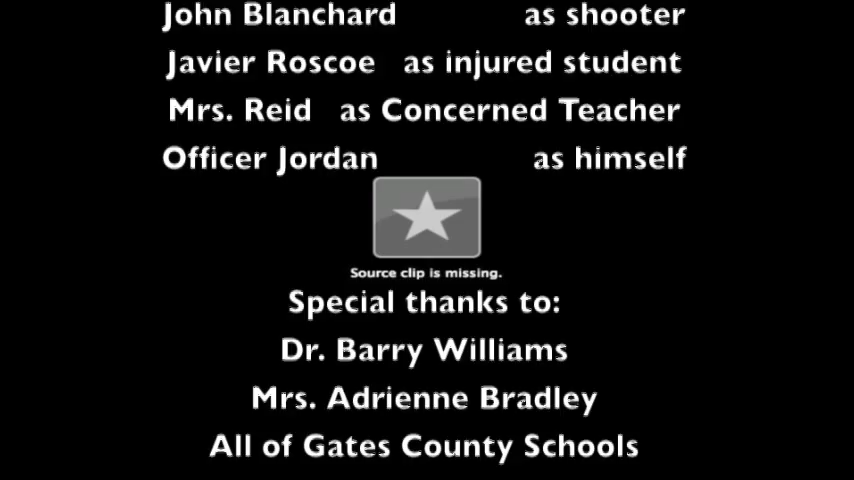 John Blanchard as shooter
Javier Roscoe as injured student
Mrs. Reid as Concerned Teacher
Officer Jordan as himself
Source clip is missing.
Special thanks to:
Dr. Barry Williams
Mrs. Adrienne Bradley
All of Gates County Schools